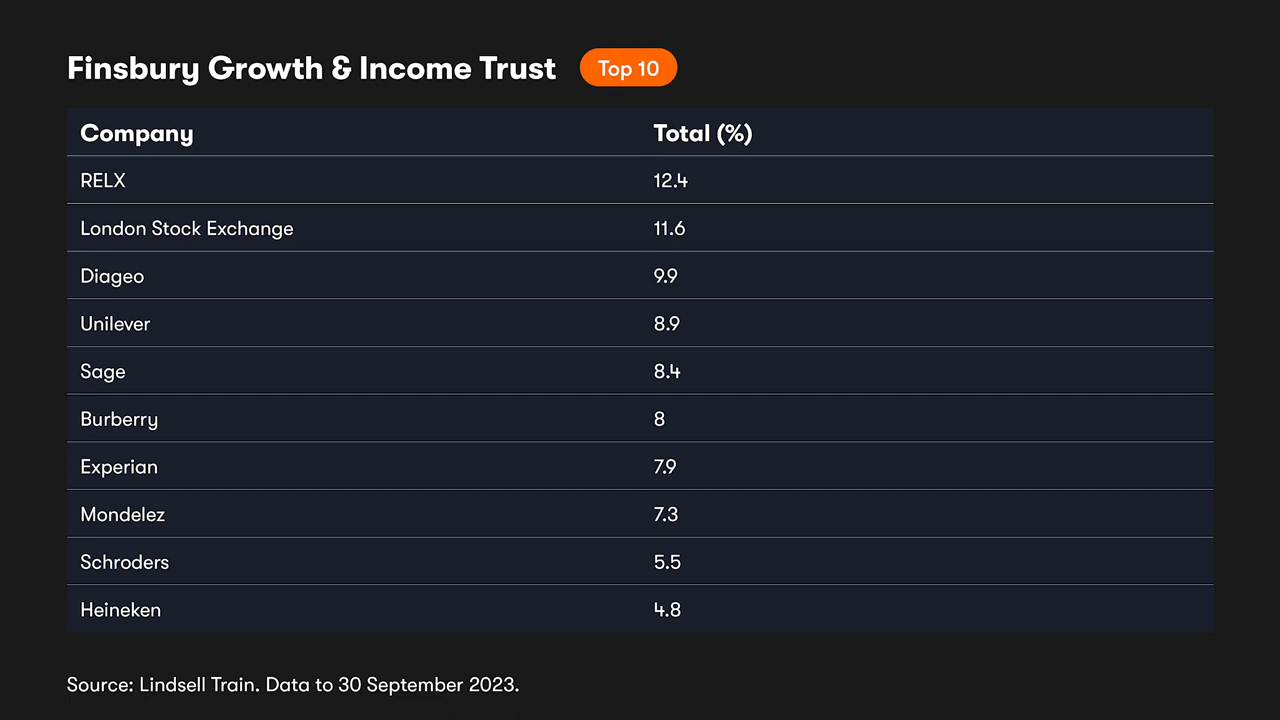 Finsbury Growth & Income Trust Top 10
Company Total (%)
RELX 12.4
London Stock Exchange 11.6
Diageo 9.9
Unilever 8.9
Sage 8.4
Burberry 8
Experian 7.9
Mondelez 7.3
Schroders 5.5
Heineken 4.8
Source: Lindsell Train. Data to 30 September 2023.